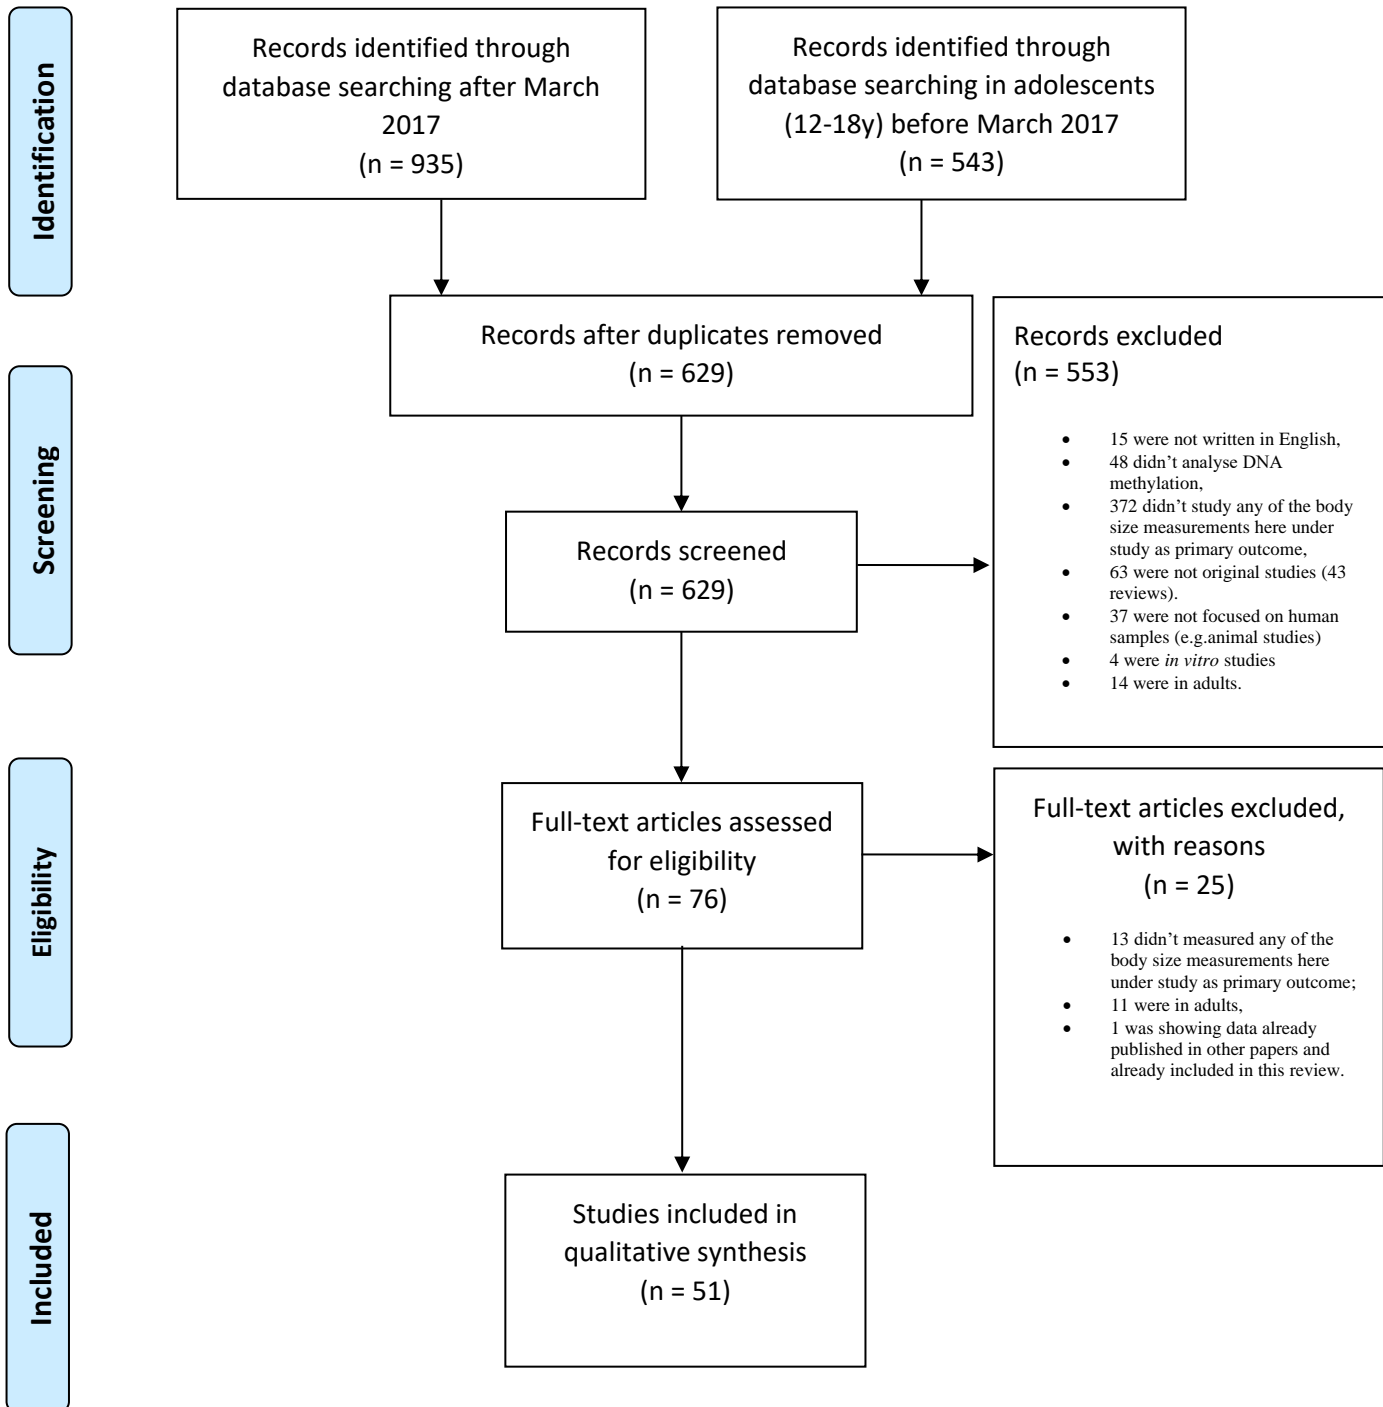 Identification
Records identified through
database searching after March
2017
(n = 935)
Records identified through
database searching in adolescents
(12-18y) before March 2017
(n = 543)
Records after duplicates removed
(n = 629)
Screening
Records screened
(n = 629)
Records excluded
(n = 553)
• 15 were not written in English,
• 48 didn’t analyse DNA
methylation,
• 372 didn’t study any of the body
size measurements here under
study as primary outcome,
• 63 were not original studies (43
reviews).
• 37 were not focused on human
samples (e.g.animal studies)
• 4 were in vitro studies
• 14 were in adults.
Eligibility
Full-text articles assessed
for eligibility
(n = 76)
Full-text articles excluded,
with reasons
(n = 25)
• 13 didn’t measured any of the
body size measurements here
under study as primary outcome;
• 11 were in adults,
• 1 was showing data already
published in other papers and
already included in this review.
Included
Studies included in
qualitative synthesis
(n = 51)